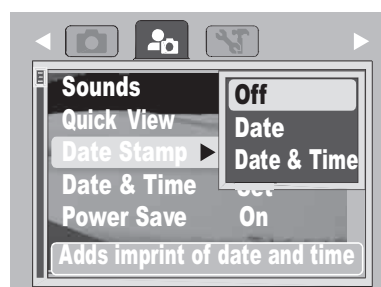 Sounds
Off
Quick View
Date
Date Stamp
Date & Time
Date & Time
Set
Power Save
On
Adds imprint of date and time